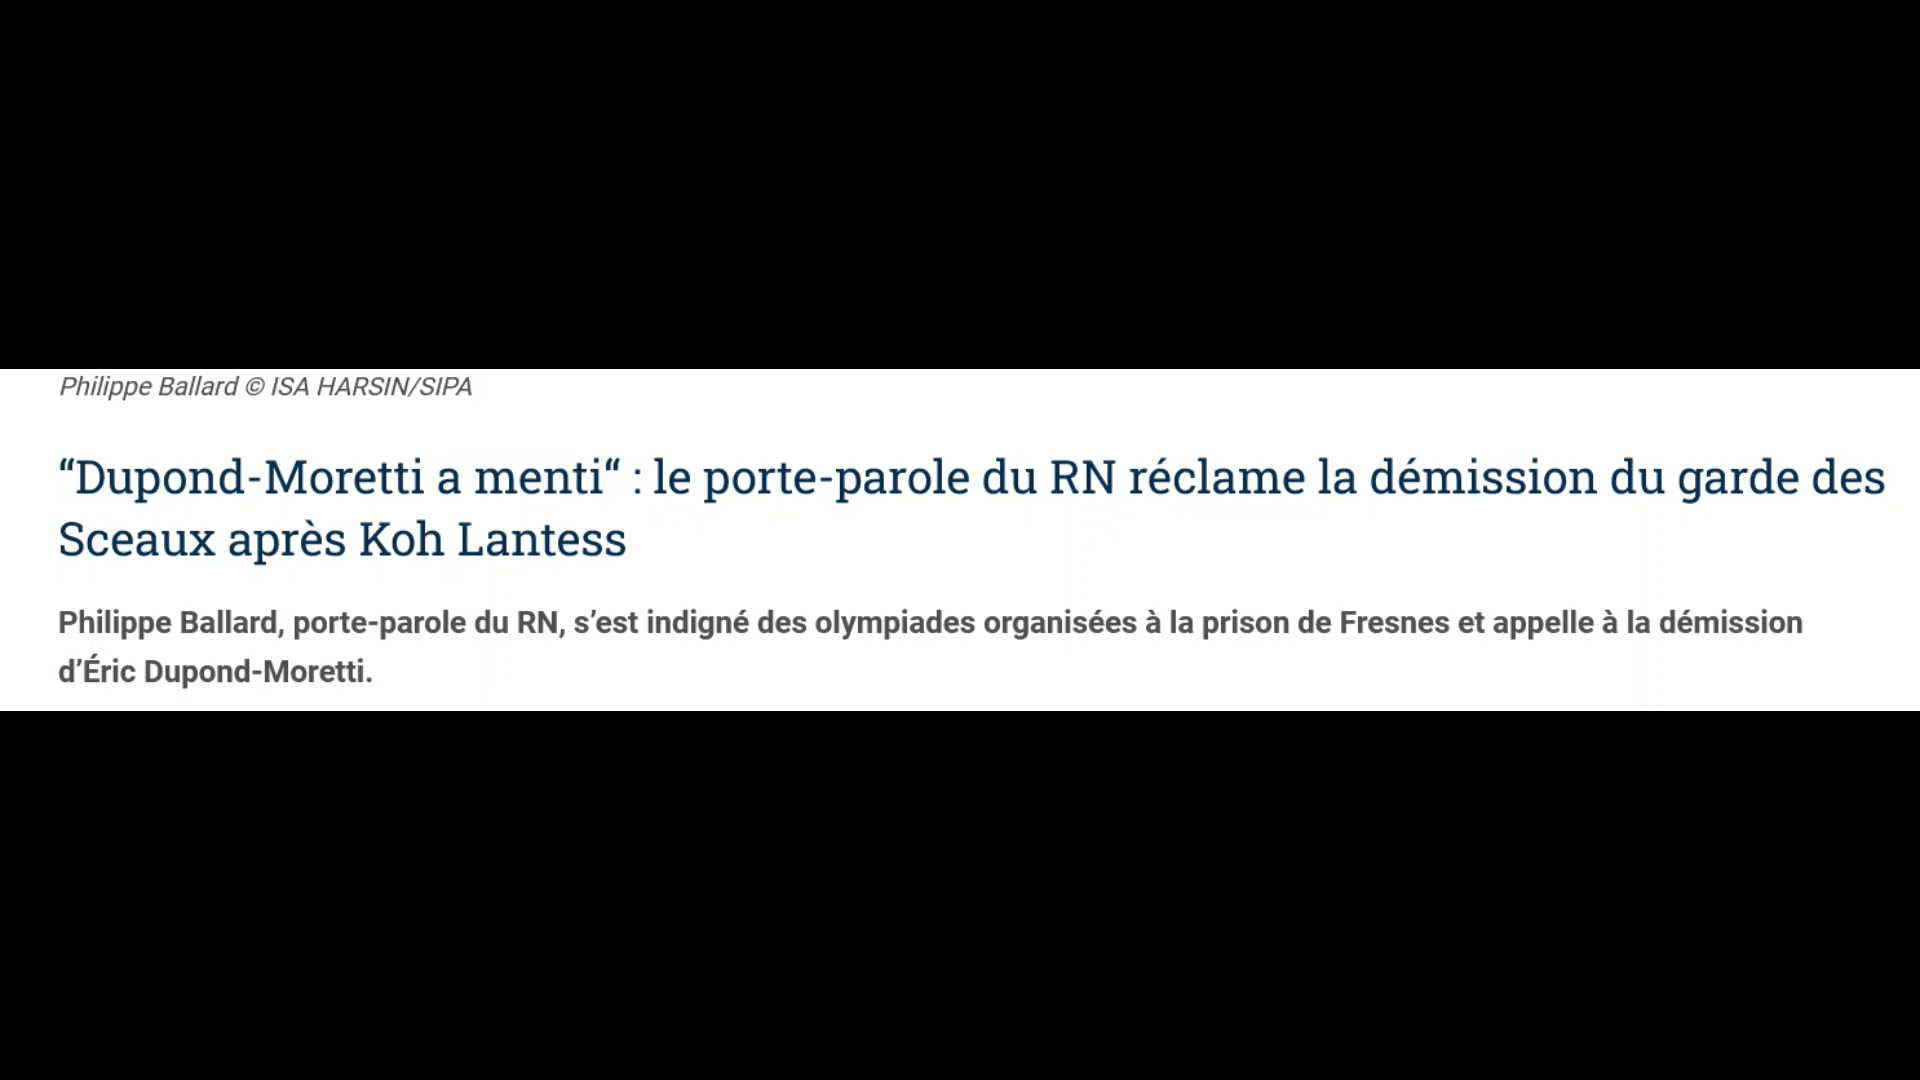 Philippe Ballard © ISA HARSIN/SIPA
“Dupond-Moretti a menti“ : le porte-parole du RN réclame la démission du garde des
Sceaux après Koh Lantess
Philippe Ballard, porte-parole du RN, s’est indigné des olympiades organisées à la prison de Fresnes et appelle à la démission
d’Éric Dupond-Moretti.